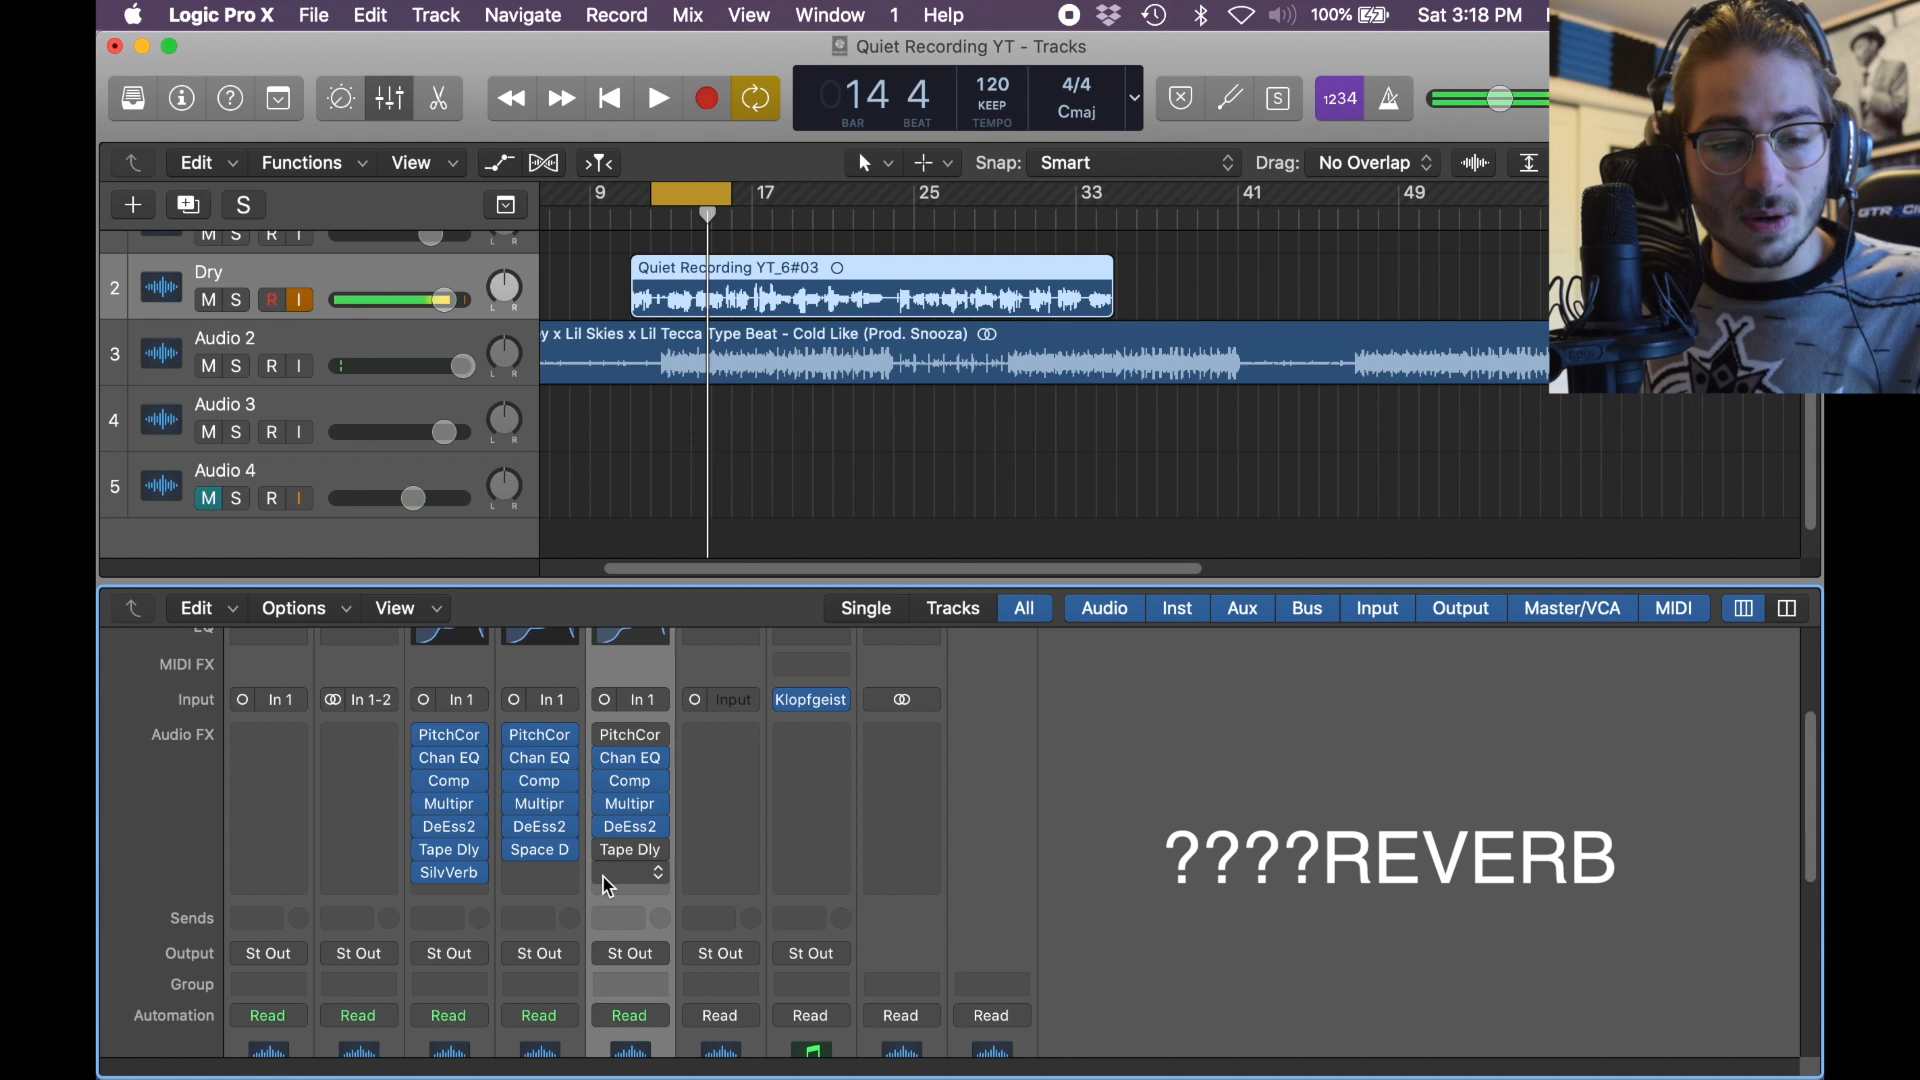 Logic Pro X File Edit Track Navigate Record Mix View Window 1 Help 100% Sat 3:18 PM
Quiet Recording YT - Tracks
14 4 120 4/4
KEEP Cmaj
BAR BEAT TEMPO
1234
S
Edit Functions View Snap: Smart Drag: No Overlap
S 9 17 25 33 41 49
M S R I L R
2 Dry Quiet Recording YT_6#03
M S R I L R
3 Audio 2 y x Lil Skies x Lil Tecca Type Beat - Cold Like (Prod. Snooza)
M S R I L R
4 Audio 3
M S R I L R
5 Audio 4
M S R I L R
Edit Options View Single Tracks All Audio Inst Aux Bus Input Output Master/VCA MIDI
EQ
MIDI FX
Input In 1 In 1-2 In 1 In 1 In 1 Input Klopfgeist
Audio FX PitchCor PitchCor PitchCor
Chan EQ Chan EQ Chan EQ
Comp Comp Comp
Multipr Multipr Multipr
DeEss2 DeEss2 DeEss2
Tape Dly Space D Tape Dly
SilvVerb
????REVERB
Sends
Output St Out St Out St Out St Out St Out St Out St Out
Group
Automation Read Read Read Read Read Read Read Read Read